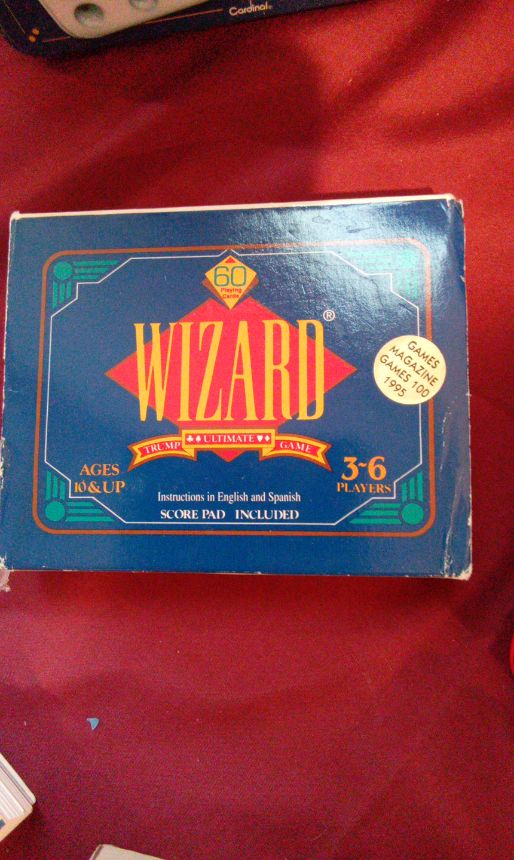 Cardinal
60
Playing
Cards
WIZARD®
GAMES
MAGAZINE
GAMES 100
1995
TRUMP ♣♠ ULTIMATE ♥♦ GAME
AGES
10 & UP
3-6
PLAYERS
Instructions in English and Spanish
SCORE PAD INCLUDED